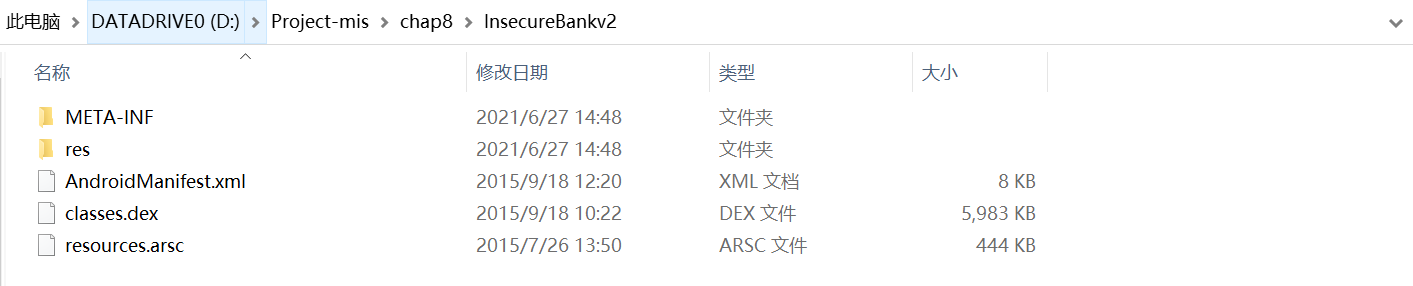 此电脑 > DATADRIVE0 (D:) > Project-mis > chap8 > InsecureBankv2
名称 修改日期 类型 大小
META-INF 2021/6/27 14:48 文件夹
res 2021/6/27 14:48 文件夹
AndroidManifest.xml 2015/9/18 12:20 XML 文档 8 KB
classes.dex 2015/9/18 10:22 DEX 文件 5,983 KB
resources.arsc 2015/7/26 13:50 ARSC 文件 444 KB